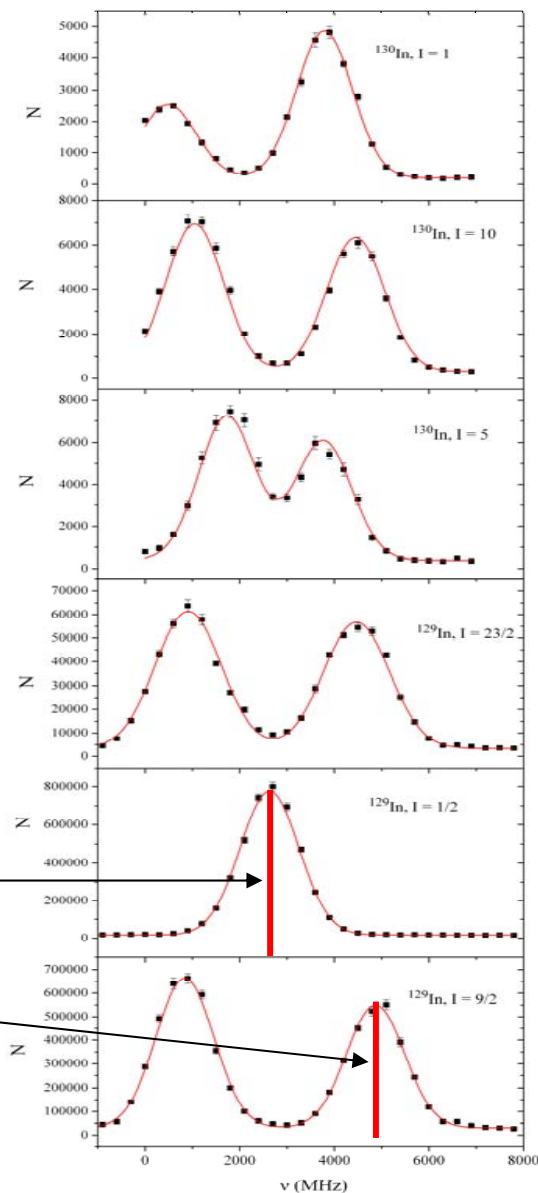 5000
4000
3000
2000
1000
0
N
¹³⁰In, I = 1
8000
6000
4000
2000
0
N
¹³⁰In, I = 10
8000
6000
4000
2000
0
N
¹³⁰In, I = 5
70000
60000
50000
40000
30000
20000
10000
0
N
¹²⁹In, I = 23/2
800000
600000
400000
200000
0
N
¹²⁹In, I = 1/2
700000
600000
500000
400000
300000
200000
100000
0
N
¹²⁹In, I = 9/2
0 2000 4000 6000 8000
ν (MHz)